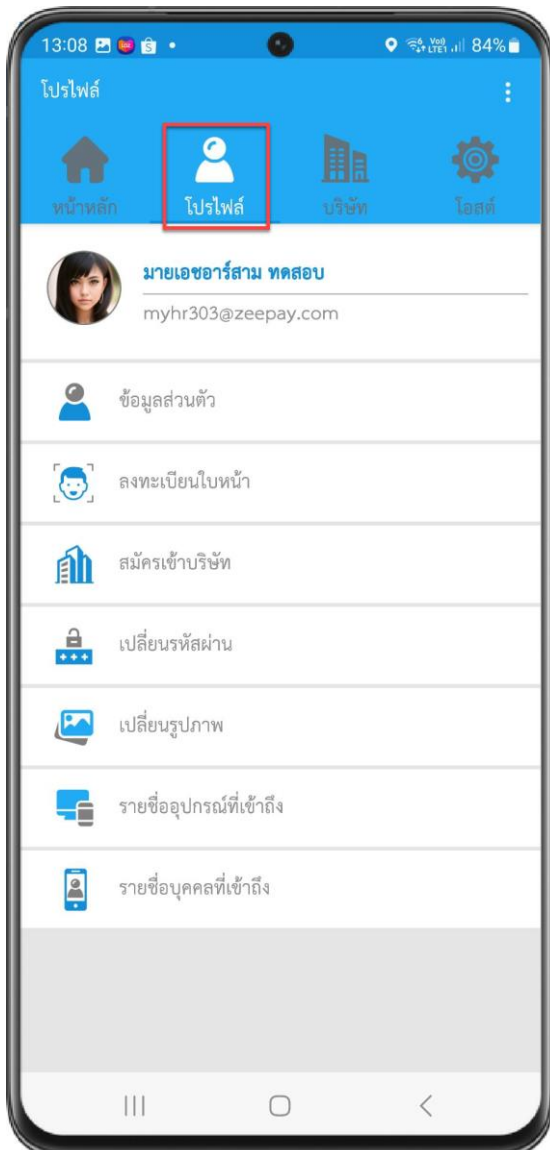 13:08
84%
โปรไฟล์
หน้าหลัก
โปรไฟล์
บริษัท
โฮสต์
มายเอชอาร์สาม ทดสอบ
myhr303@zeepay.com
ข้อมูลส่วนตัว
ลงทะเบียนใบหน้า
สมัครเข้าบริษัท
เปลี่ยนรหัสผ่าน
เปลี่ยนรูปภาพ
รายชื่ออุปกรณ์ที่เข้าถึง
รายชื่อบุคคลที่เข้าถึง